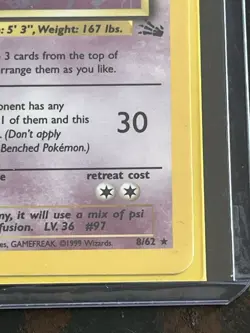 : 5' 3", Weight: 167 lbs.
3 cards from the top of
arrange them as you like.
onent has any
1 of them and this
30
. (Don't apply
Benched Pokémon.)
retreat cost
ny, it will use a mix of psi
fusion. LV. 36 #97
es, GAMEFREAK. ©1999 Wizards. 8/62 ★